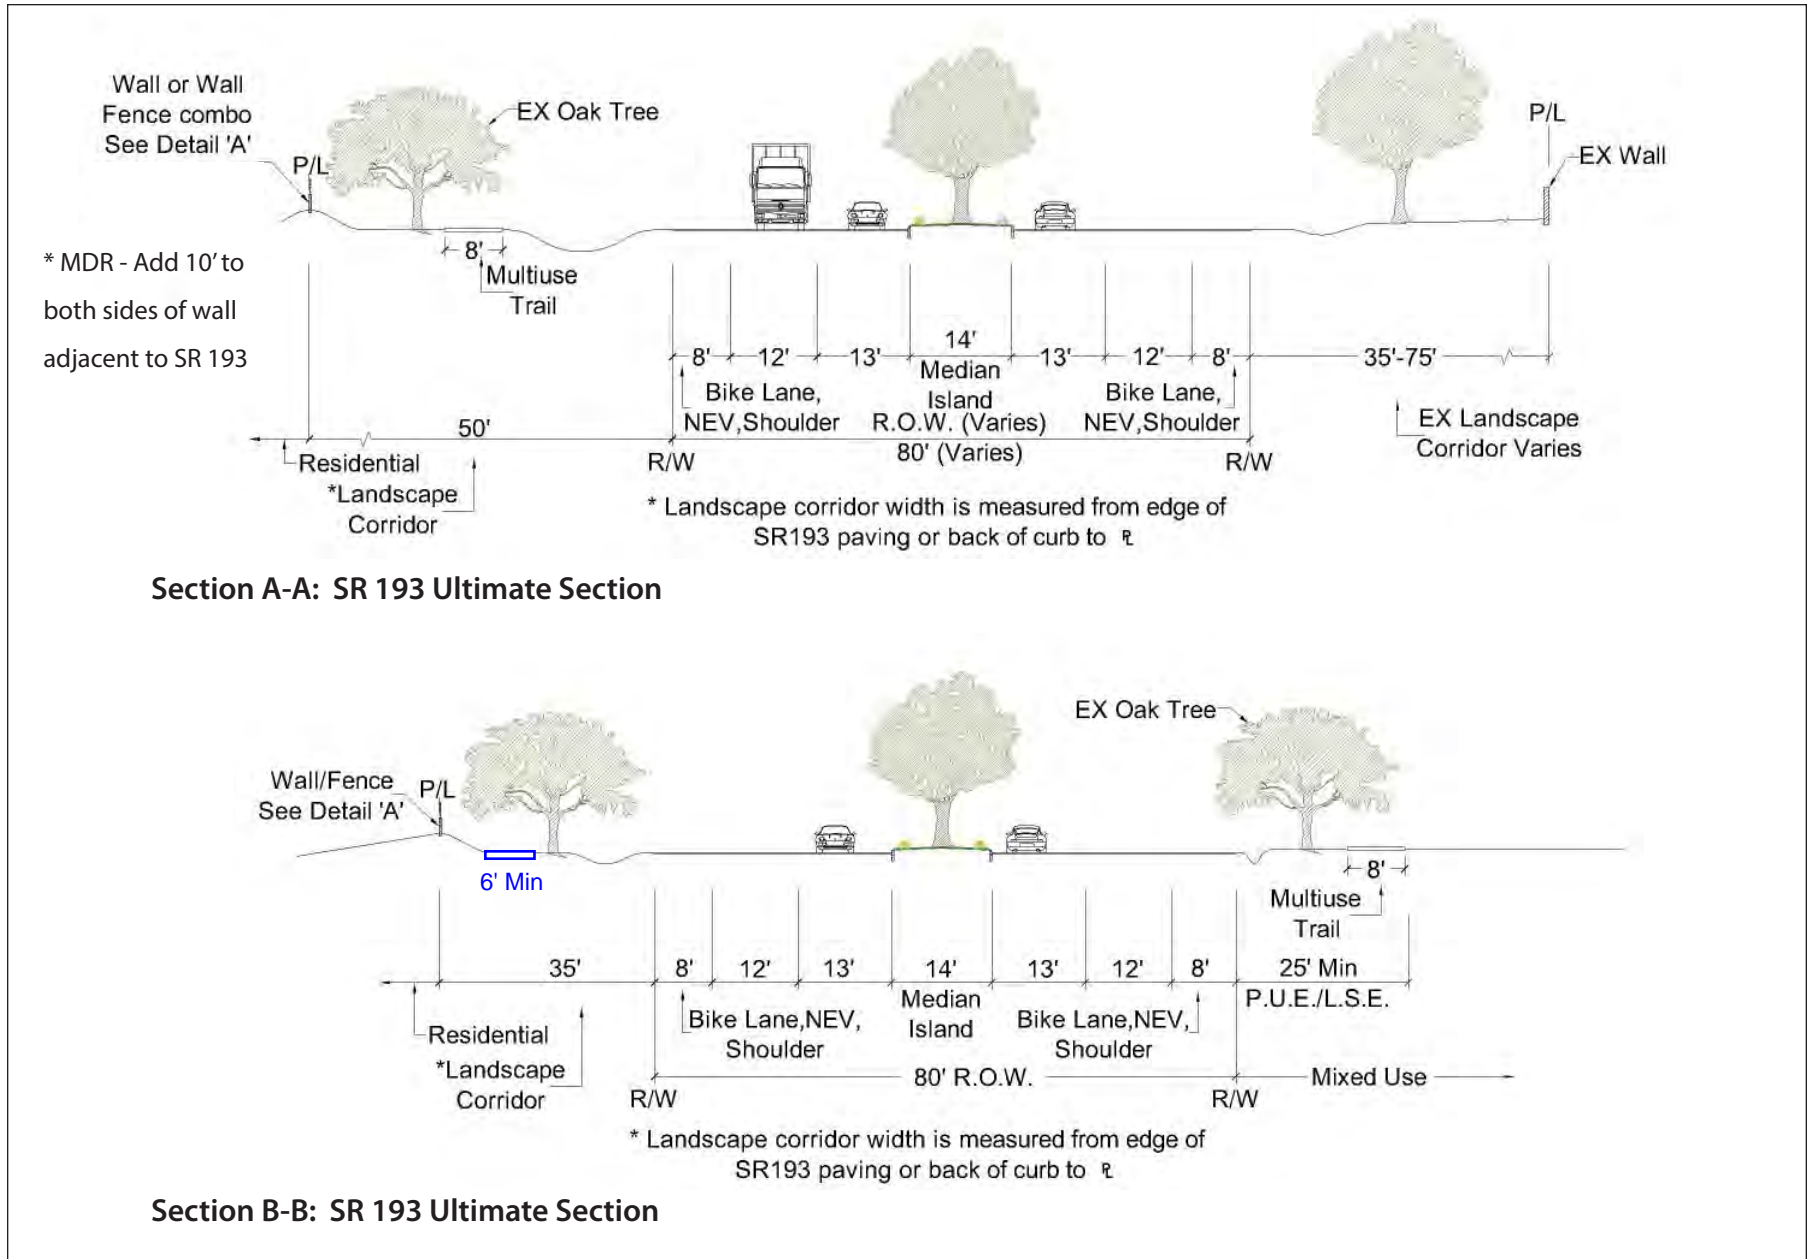 Wall or Wall
Fence combo
See Detail 'A'
P/L
EX Oak Tree
P/L
EX Wall
* MDR - Add 10' to
both sides of wall
adjacent to SR 193
8'
Multiuse
Trail
8' 12' 13' 14' 13' 12' 8' 35'-75'
Median
Island
Bike Lane,
NEV,Shoulder
R.O.W. (Varies)
80' (Varies)
Bike Lane,
NEV,Shoulder
EX Landscape
Corridor Varies
50'
Residential
*Landscape
Corridor
R/W
R/W
* Landscape corridor width is measured from edge of
SR193 paving or back of curb to ⅊
Section A-A: SR 193 Ultimate Section
EX Oak Tree
Wall/Fence
See Detail 'A'
P/L
6' Min
8'
Multiuse
Trail
35' 8' 12' 13' 14' 13' 12' 8' 25' Min
P.U.E./L.S.E.
Median
Island
Bike Lane,NEV,
Shoulder
Bike Lane,NEV,
Shoulder
Residential
*Landscape
Corridor
80' R.O.W.
Mixed Use
R/W
R/W
* Landscape corridor width is measured from edge of
SR193 paving or back of curb to ⅊
Section B-B: SR 193 Ultimate Section